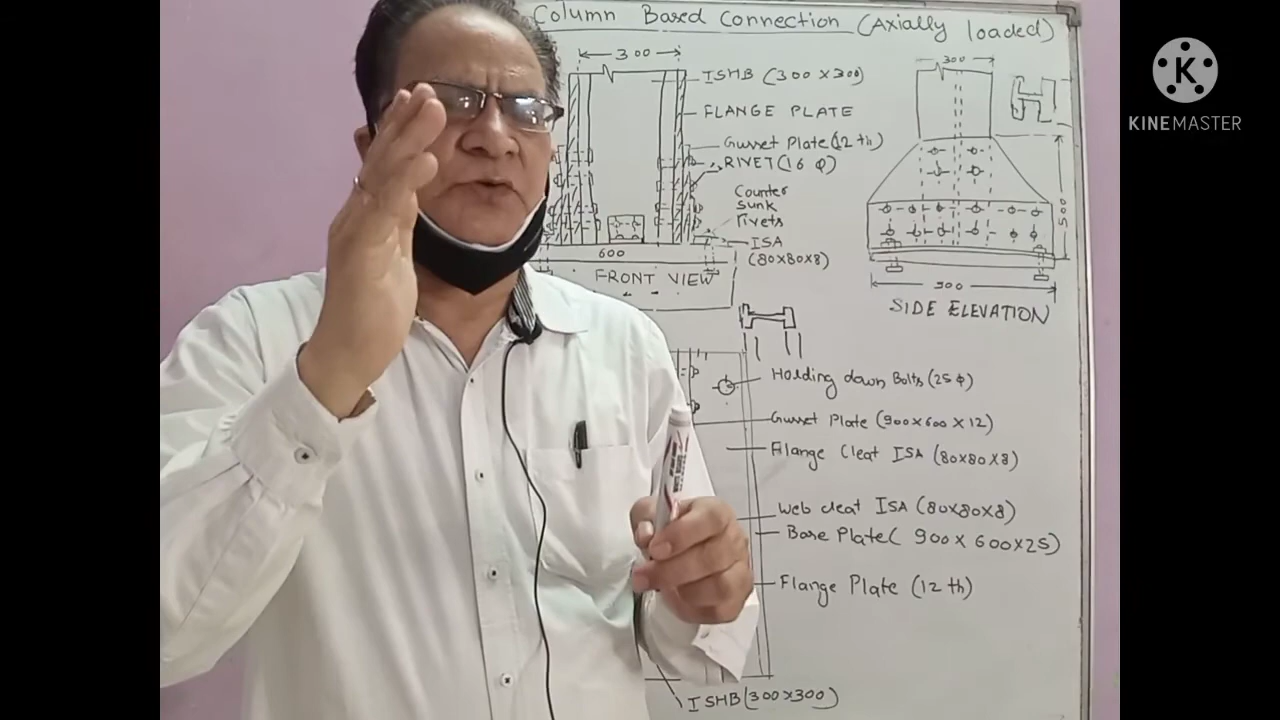 Column Based Connection (Axially loaded)
300
ISHB (300 x 300)
FLANGE PLATE
Gusset Plate (12 th)
RIVET (16 Φ)
Counter
Sunk
rivets
ISA
(80x80x8)
600
FRONT VIEW
300
500
900
SIDE ELEVATION
K
KINEMASTER
Holding down Bolts (25 Φ)
Gusset Plate (900 x 600 x 12)
Flange Cleat ISA (80x80x8)
Web cleat ISA (80x80x8)
Base Plate ( 900 x 600 x 25)
Flange Plate (12 th)
ISHB (300 x 300)